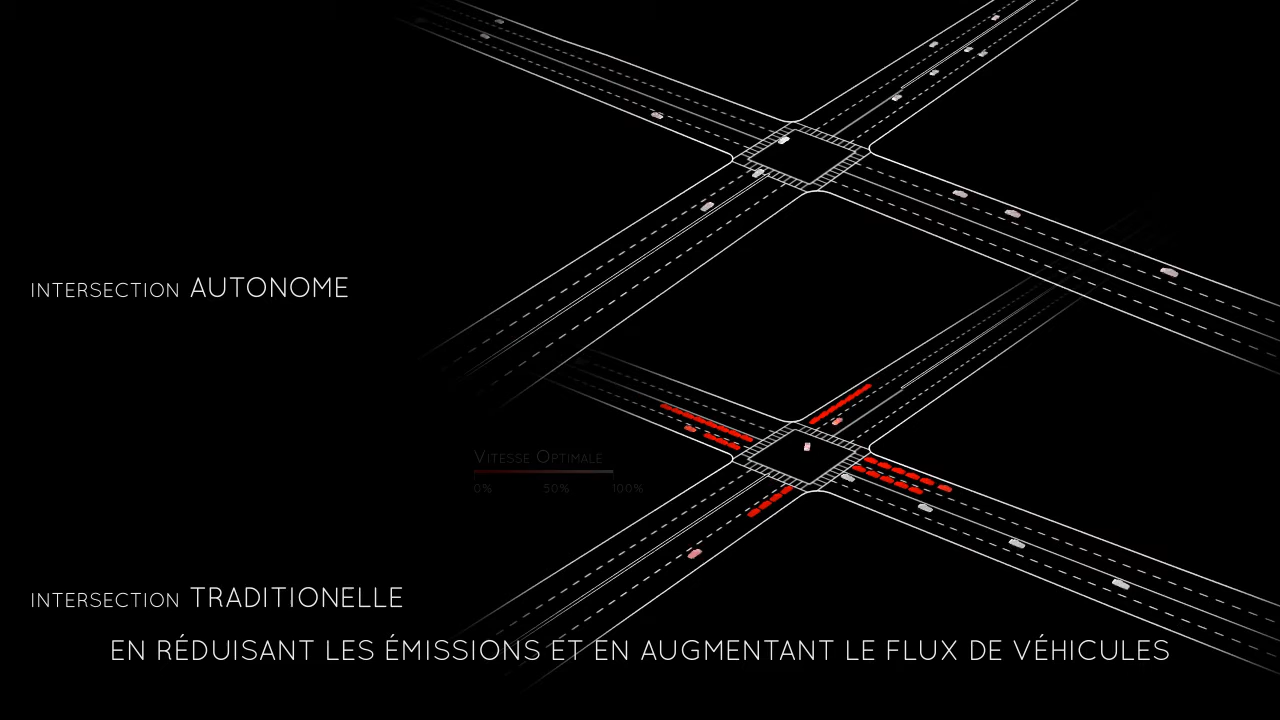 INTERSECTION AUTONOME
VITESSE OPTIMALE
0% 50% 100%
INTERSECTION TRADITIONELLE
EN RÉDUISANT LES ÉMISSIONS ET EN AUGMENTANT LE FLUX DE VÉHICULES